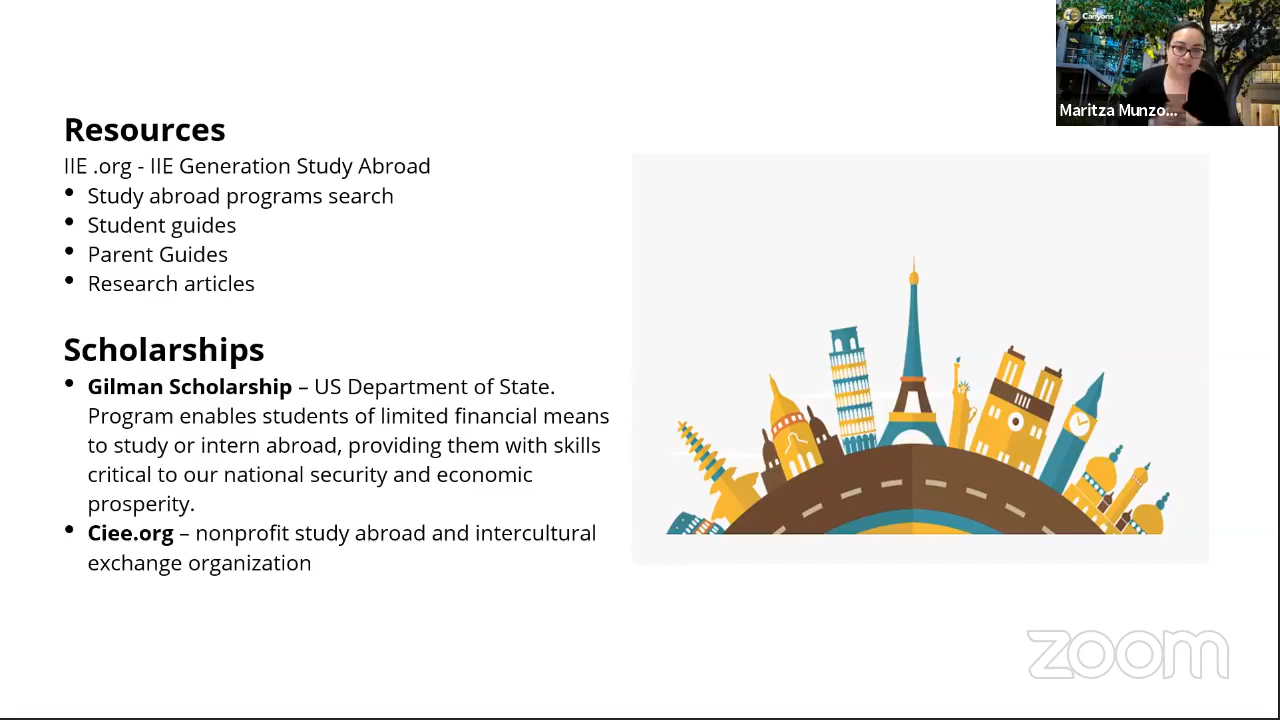 Canyons
Maritza Munzo...
Resources
IIE .org - IIE Generation Study Abroad
• Study abroad programs search
• Student guides
• Parent Guides
• Research articles
Scholarships
• Gilman Scholarship – US Department of State.
Program enables students of limited financial means
to study or intern abroad, providing them with skills
critical to our national security and economic
prosperity.
• Ciee.org – nonprofit study abroad and intercultural
exchange organization
zoom